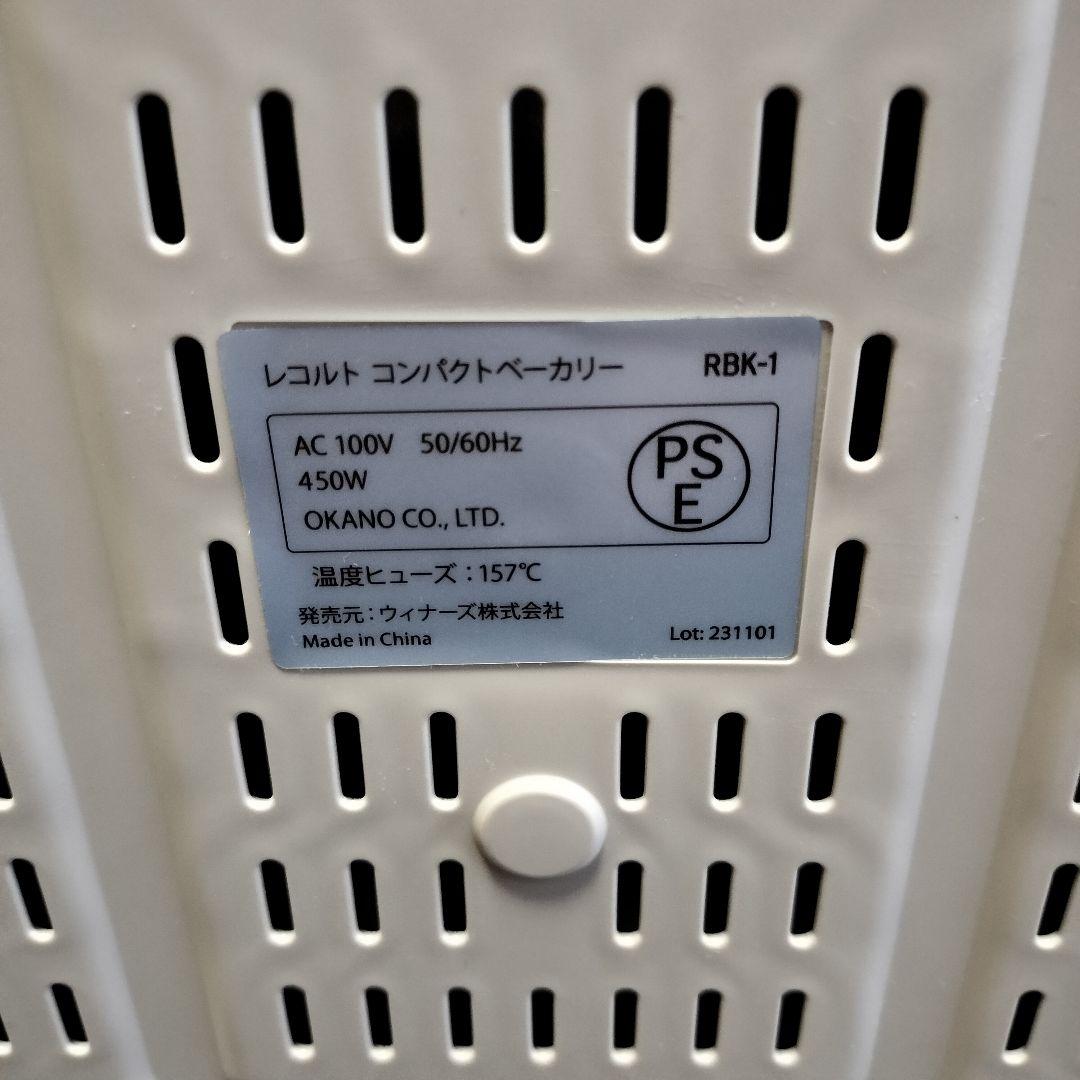 レコルト コンパクトベーカリー RBK-1
AC 100V 50/60Hz
450W
OKANO CO., LTD.
PS
E
温度ヒューズ：157℃
発売元：ウィナーズ株式会社
Made in China Lot: 231101